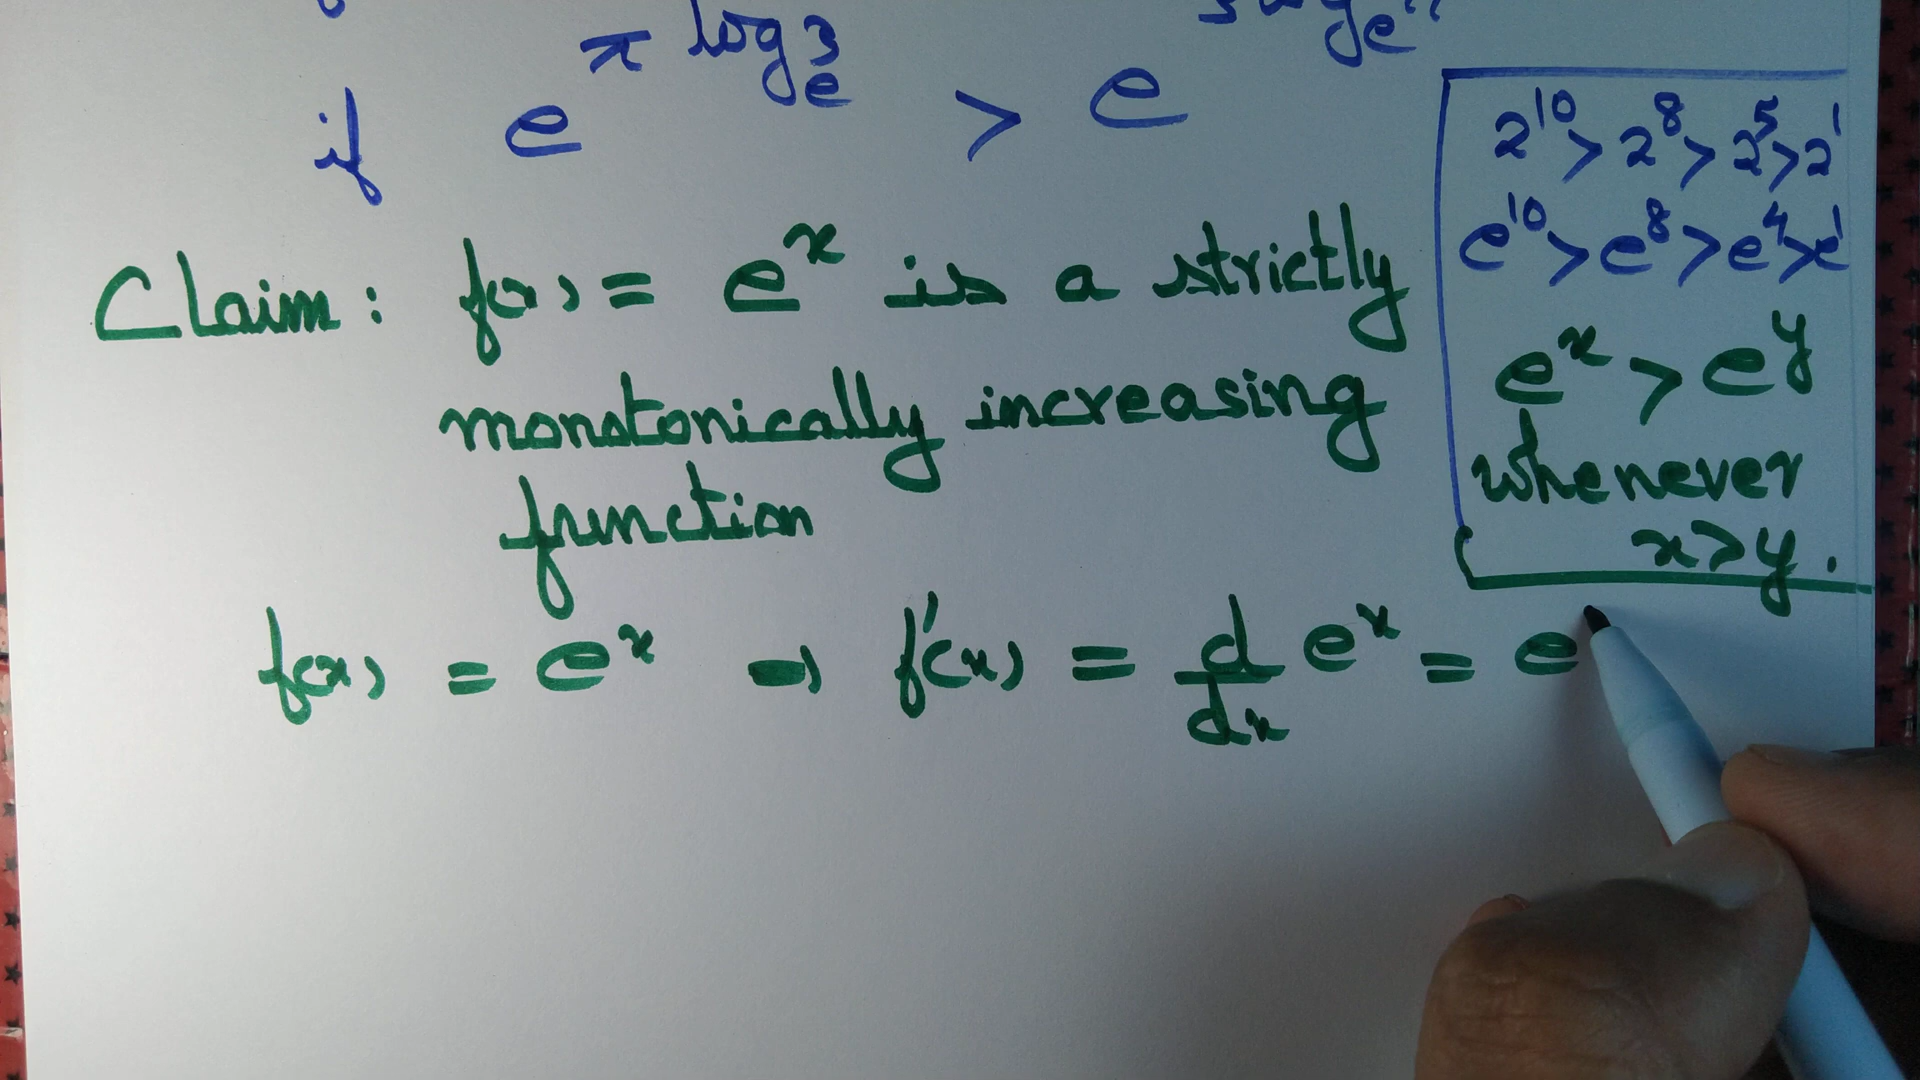 if e^{π log_e 3} > e
Claim: f(x) = e^x is a strictly
monotonically increasing
function
f(x) = e^x ⇒ f'(x) = d/dx e^x = e
2^10 > 2^8 > 2^5 > 2^1
e^10 > e^8 > e^4 > e^1
e^x > e^y
whenever
x > y.